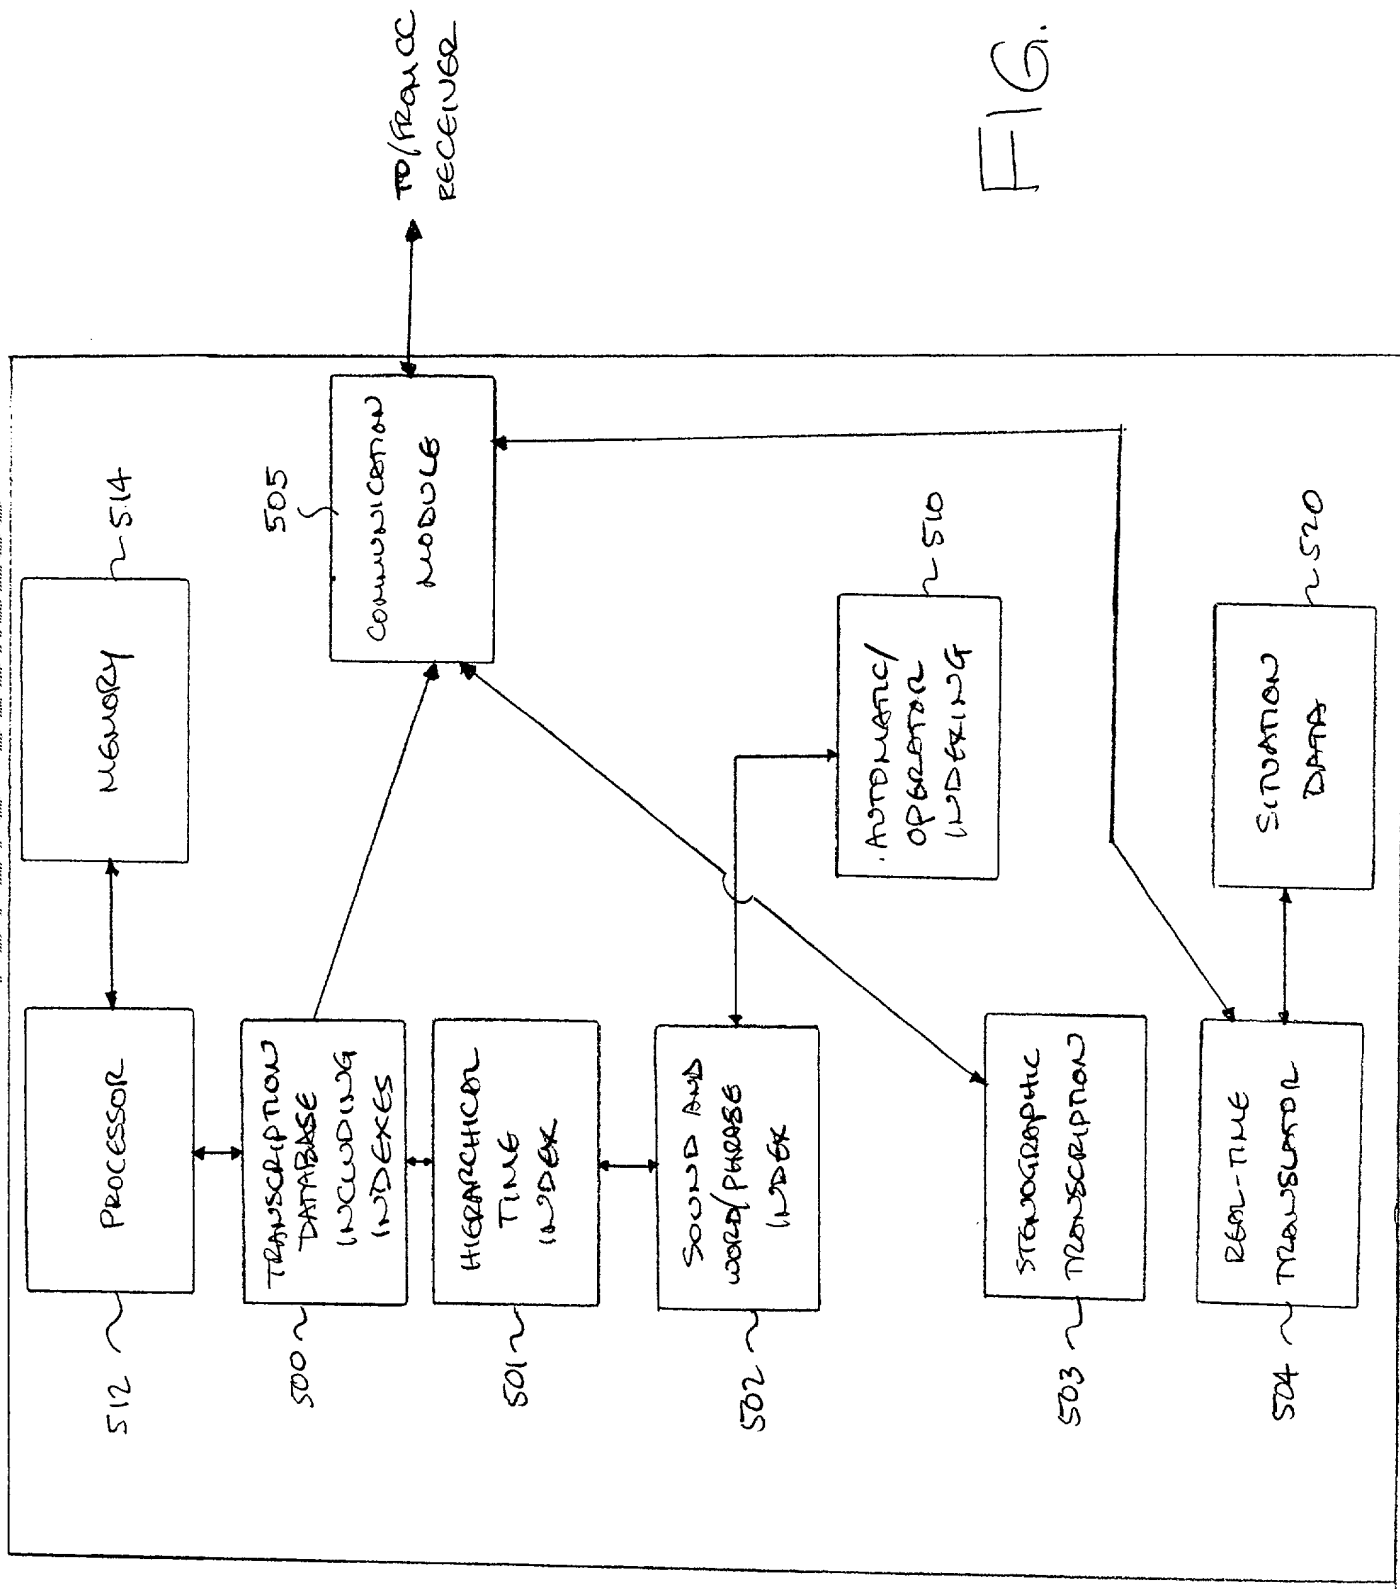 512
PROCESSOR
MEMORY
514
500
TRANSCRIPTION
DATABASE
INCLUDING
INDEXES
505
COMMUNICATION
MODULE
TO/FROM CC
RECEIVER
501
HIERARCHICAL
TIME
INDEX
502
SOUND AND
WORD/PHRASE
INDEX
AUTOMATIC/
OPERATOR
INDEXING
510
503
STENOGRAPHIC
TRANSCRIPTION
504
REAL-TIME
TRANSLATOR
SITUATION
DATA
520
FIG.